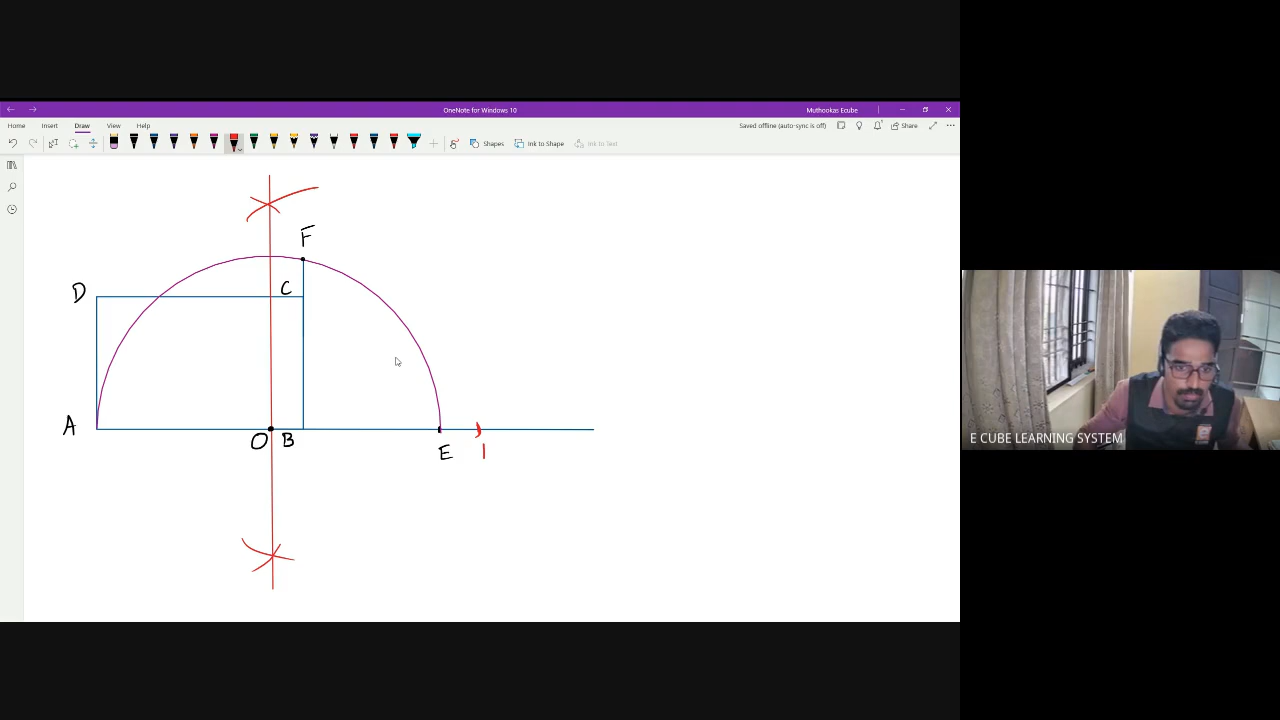 OneNote for Windows 10
Muthookas Ecube
Home Insert Draw View Help
Saved offline (auto-sync is off)
Share
Shapes
Ink to Shape
Ink to Text
F
D
C
A
O
B
E
1
E CUBE LEARNING SYSTEM